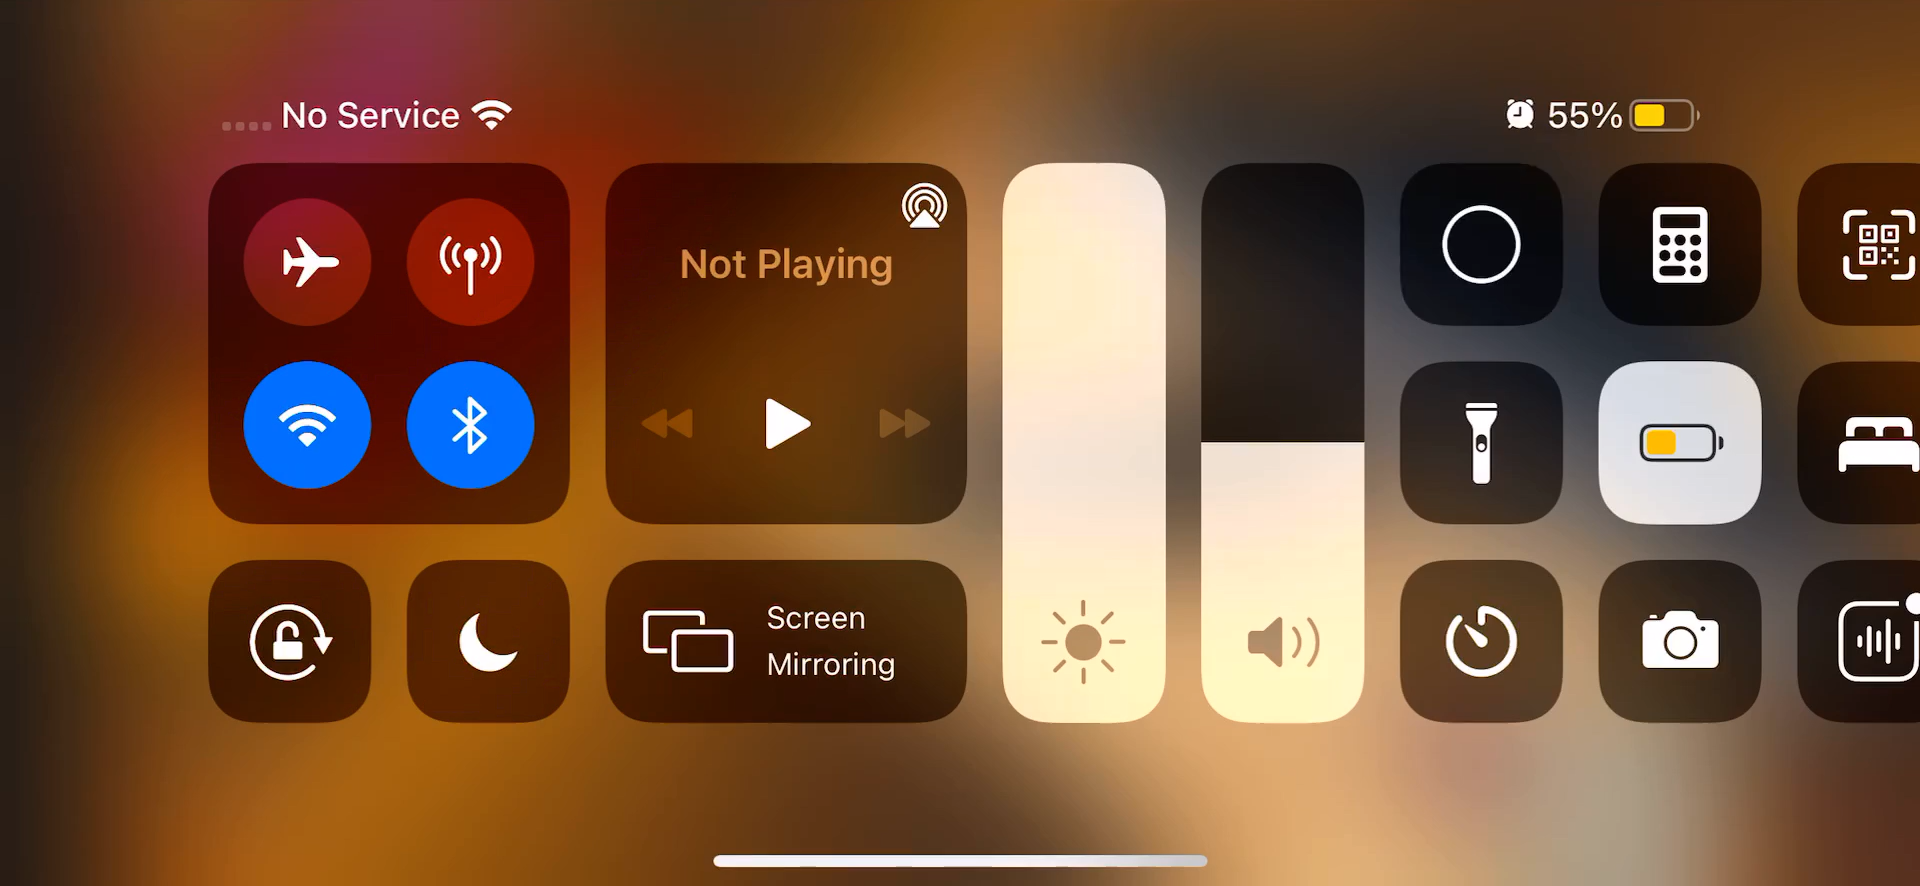 No Service
55%
Not Playing
Screen
Mirroring